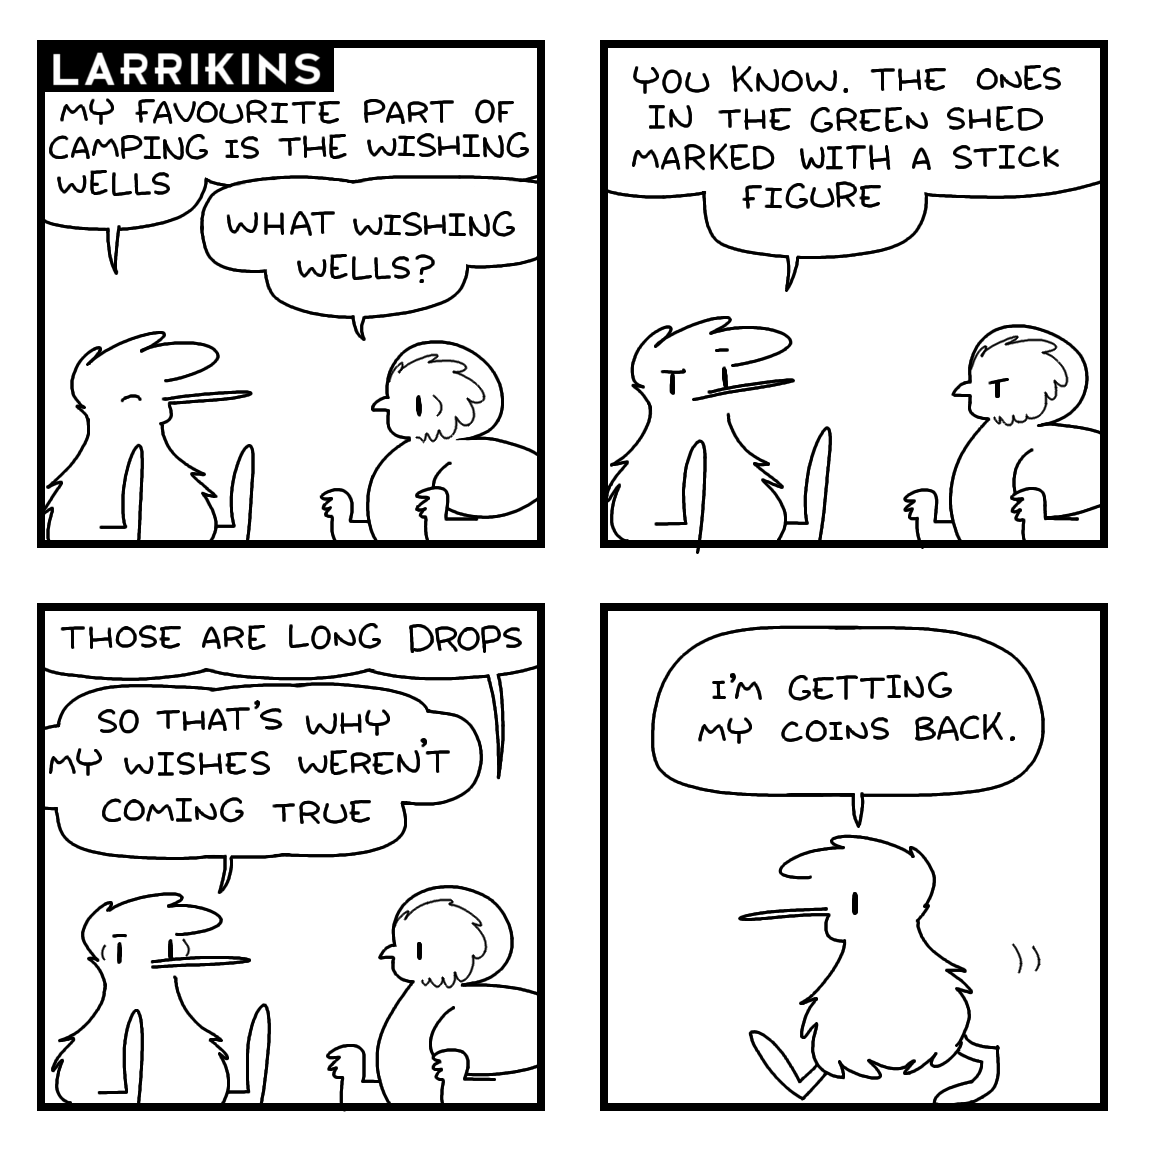 LARRIKINS
MY FAVOURITE PART OF
CAMPING IS THE WISHING
WELLS
WHAT WISHING
WELLS?
YOU KNOW. THE ONES
IN THE GREEN SHED
MARKED WITH A STICK
FIGURE
THOSE ARE LONG DROPS
SO THAT'S WHY
MY WISHES WEREN'T
COMING TRUE
I'M GETTING
MY COINS BACK.